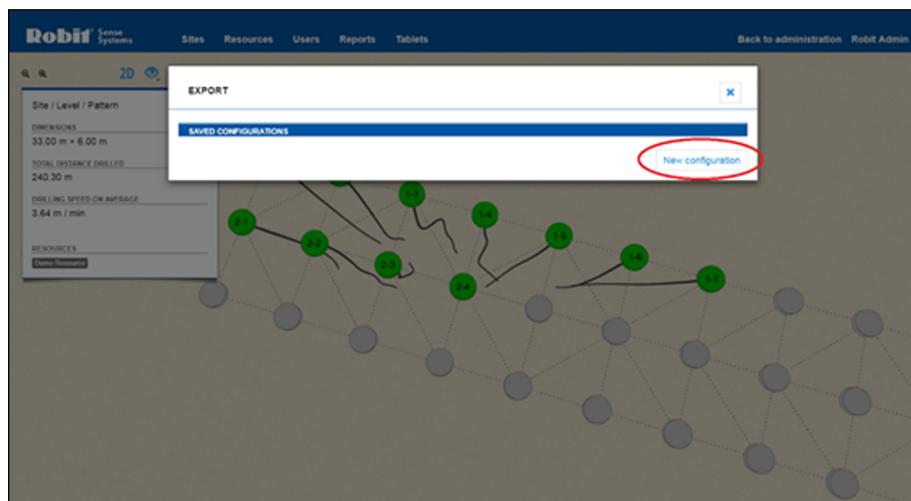 Robit Sense Systems
Sites Resources Users Reports Tablets
Back to administration Robit Admin
2D
EXPORT
SAVED CONFIGURATIONS
New configuration
Site / Level / Pattern
DIMENSIONS
33.00 m × 6.00 m
TOTAL DISTANCE DRILLED
240.30 m
DRILLING SPEED ON AVERAGE
3.64 m / min
RESOURCES
Demo Resource
1-3
1-4
2-1
1-5
2-2
1-6
2-3
1-7
2-4